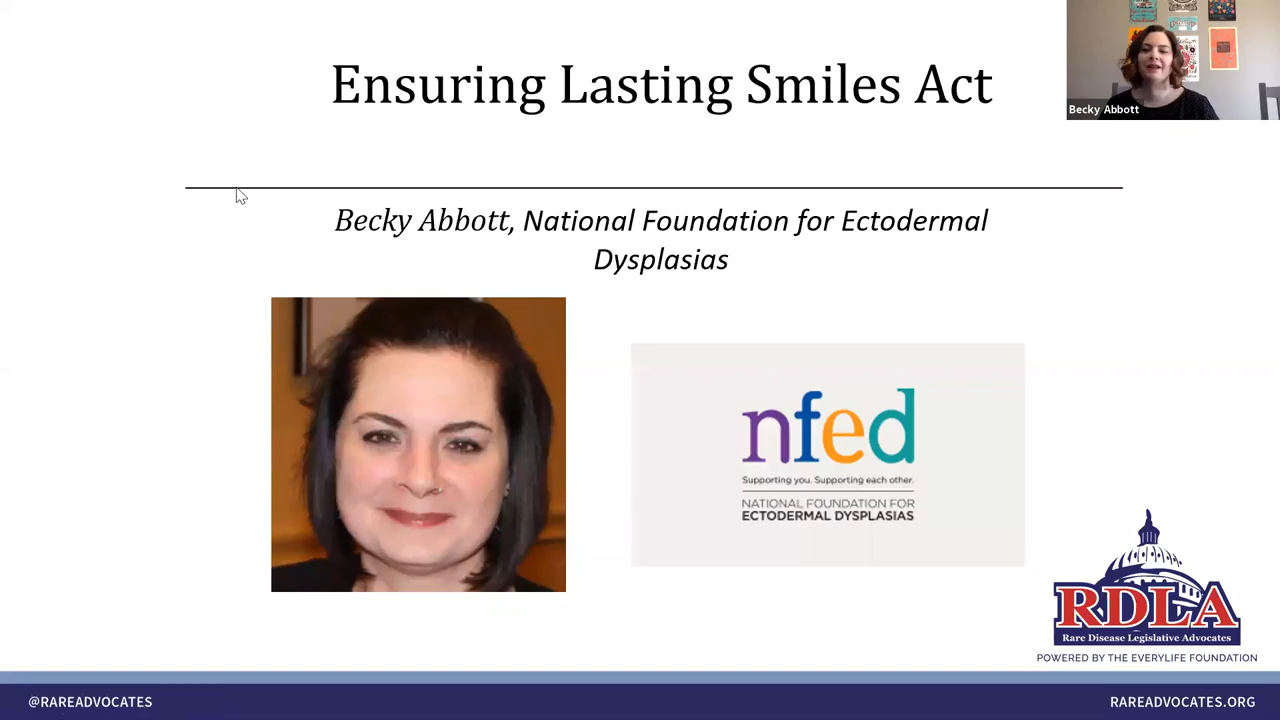 Ensuring Lasting Smiles Act
Becky Abbott
Becky Abbott, National Foundation for Ectodermal
Dysplasias
nfed
Supporting you. Supporting each other.
NATIONAL FOUNDATION FOR
ECTODERMAL DYSPLASIAS
RDLA
Rare Disease Legislative Advocates
POWERED BY THE EVERYLIFE FOUNDATION
@RAREADVOCATES
RAREADVOCATES.ORG